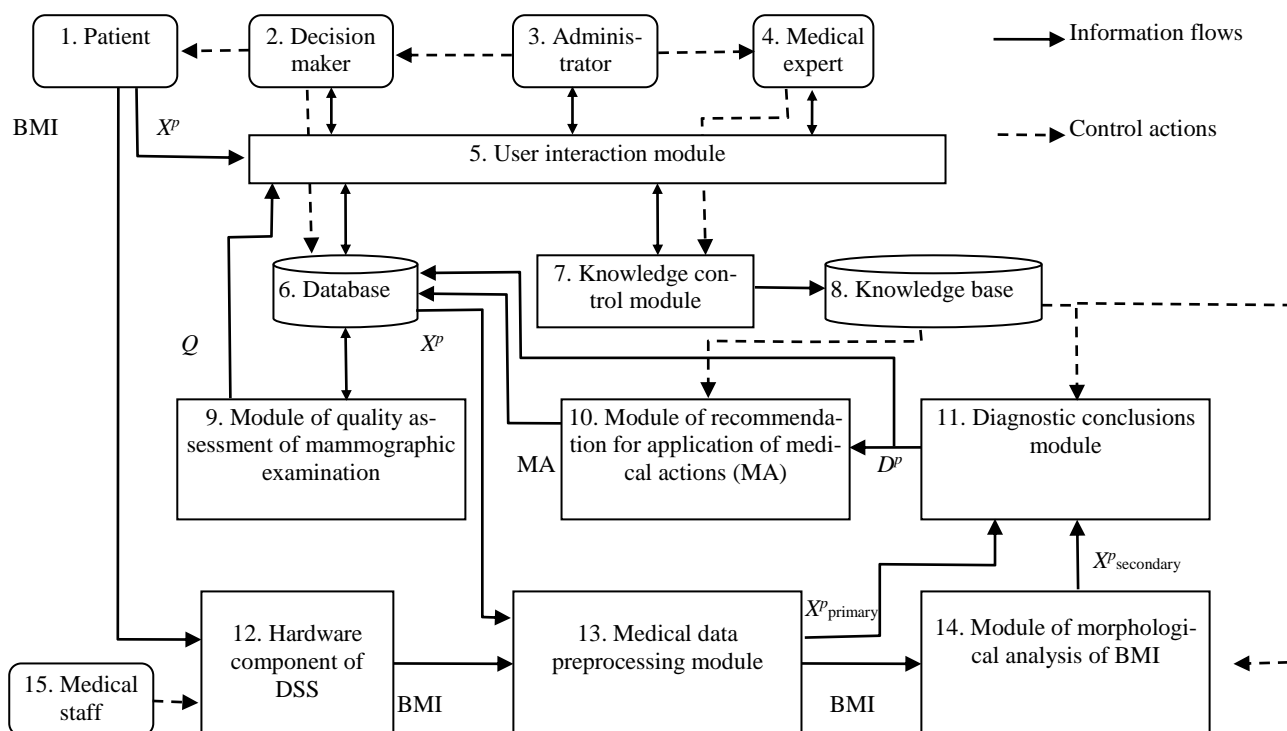 1. Patient
2. Decision
maker
3. Adminis-
trator
4. Medical
expert
Information flows
BMI
X^p
Control actions
5. User interaction module
6. Database
7. Knowledge con-
trol module
8. Knowledge base
Q
X^p
9. Module of quality as-
sessment of mammographic
examination
MA
10. Module of recommenda-
tion for application of medi-
cal actions (MA)
D^p
11. Diagnostic conclusions
module
X^p secondary
X^p primary
12. Hardware
component of
DSS
13. Medical data
preprocessing module
14. Module of morphologi-
cal analysis of BMI
15. Medical
staff
BMI
BMI